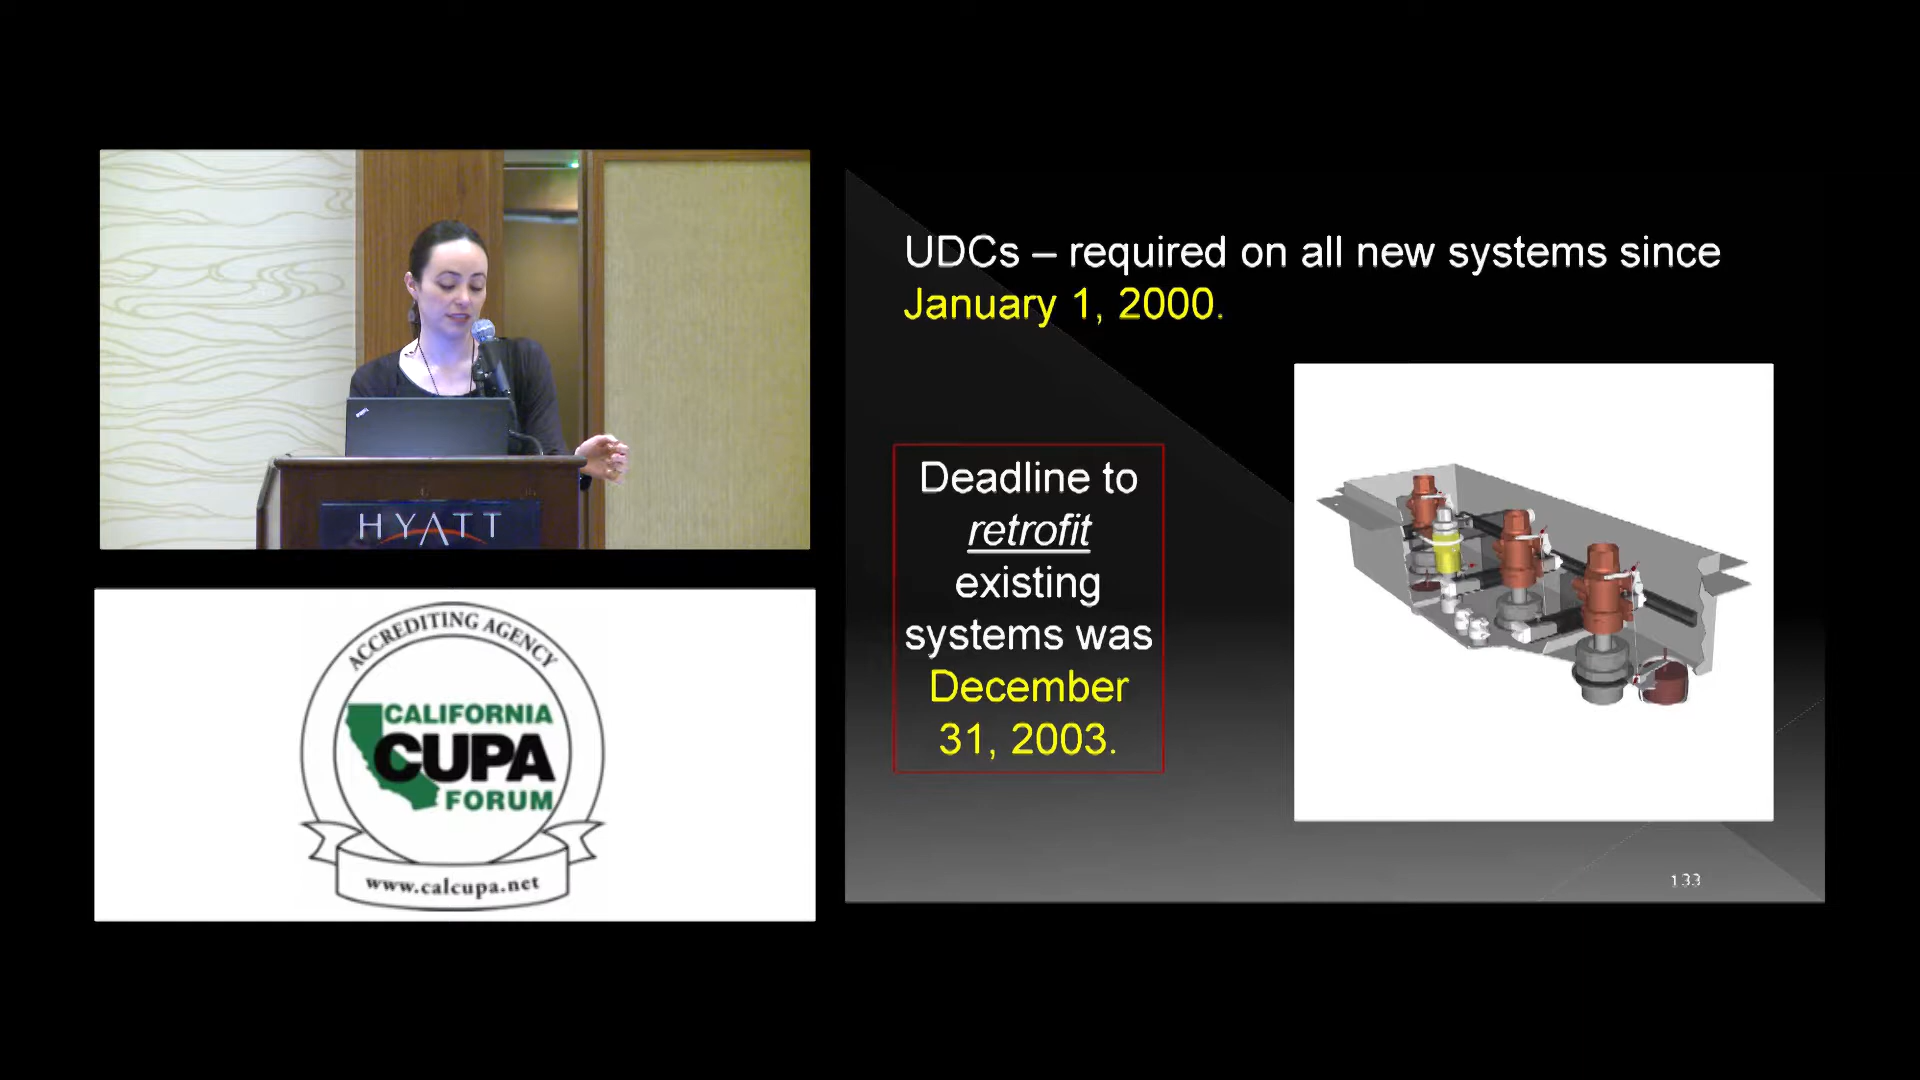 UDCs – required on all new systems since
January 1, 2000.
Deadline to
retrofit
existing
systems was
December
31, 2003.
133
HYATT
ACCREDITING AGENCY
CALIFORNIA
CUPA
FORUM
www.calcupa.net